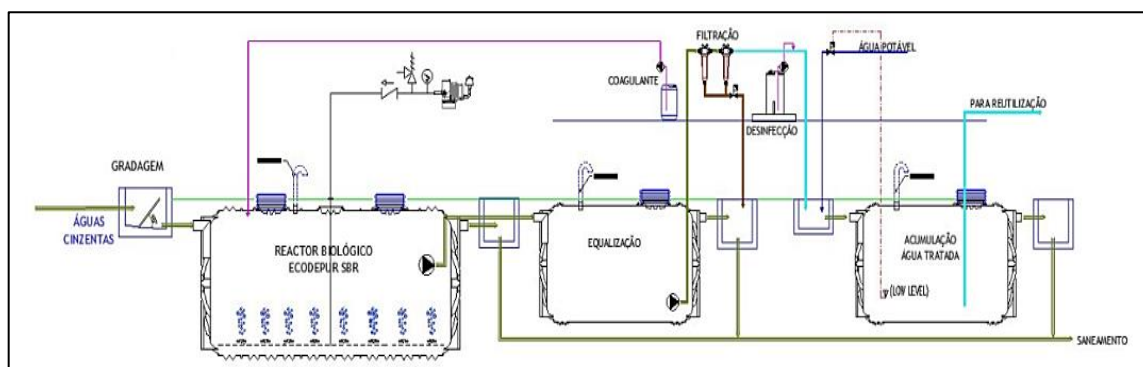 FILTRAÇÃO
ÁGUA POTÁVEL
COAGULANTE
PARA REUTILIZAÇÃO
DESINFECÇÃO
GRADAGEM
ÁGUAS
CINZENTAS
REACTOR BIOLÓGICO
ECODEPUR SBR
EQUALIZAÇÃO
ACUMULAÇÃO
ÁGUA TRATADA
(LOW LEVEL)
SANEAMENTO